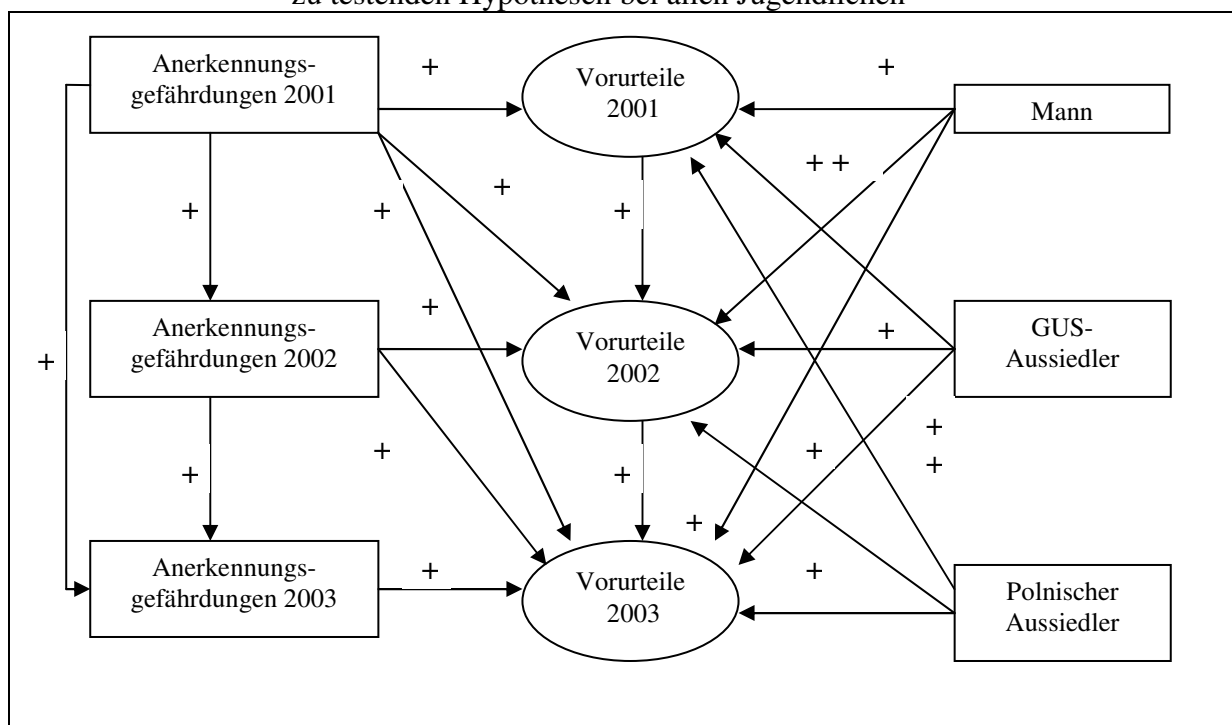 zu testenden Hypothesen bei allen Jugendlichen
Anerkennungs-
gefährdungen 2001
+
Vorurteile
2001
+
Mann
+ +
+
+
+
+
Anerkennungs-
gefährdungen 2002
+
Vorurteile
2002
+
GUS-
Aussiedler
+
+
+
+
+
+
+
+
Anerkennungs-
gefährdungen 2003
+
Vorurteile
2003
+
Polnischer
Aussiedler